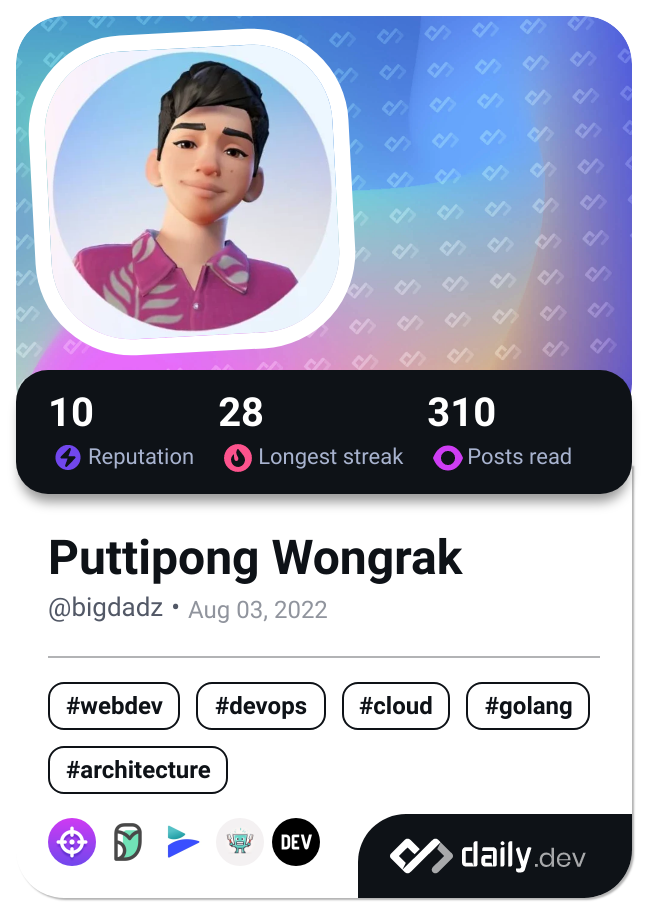 10 28 310
Reputation Longest streak Posts read
Puttipong Wongrak
@bigdadz • Aug 03, 2022
#webdev #devops #cloud #golang
#architecture
DEV
daily.dev